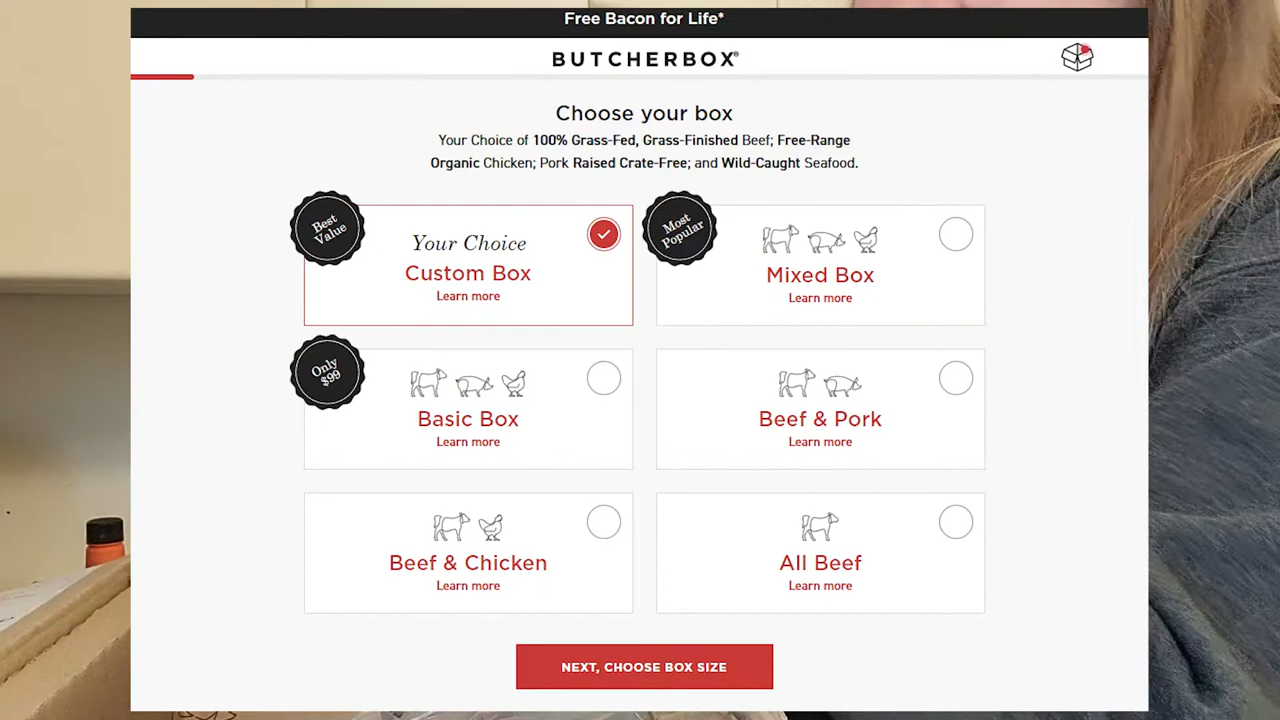 Free Bacon for Life*
BUTCHERBOX®
Choose your box
Your Choice of 100% Grass-Fed, Grass-Finished Beef; Free-Range
Organic Chicken; Pork Raised Crate-Free; and Wild-Caught Seafood.
Best
Value
Your Choice
Custom Box
Learn more
Most
Popular
Mixed Box
Learn more
Only
$99
Basic Box
Learn more
Beef & Pork
Learn more
Beef & Chicken
Learn more
All Beef
Learn more
NEXT, CHOOSE BOX SIZE